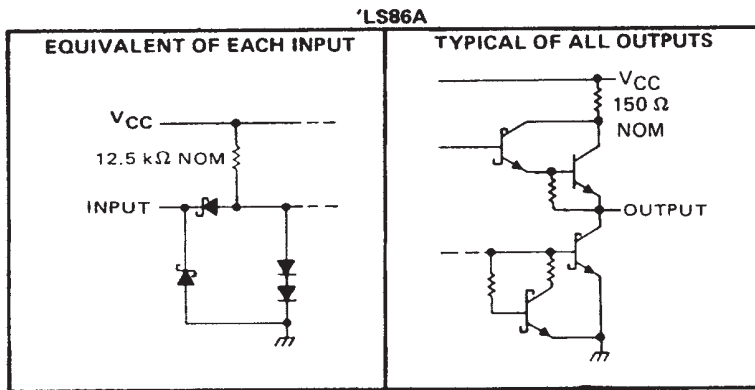 'LS86A
EQUIVALENT OF EACH INPUT
VCC
12.5 kΩ NOM
INPUT
TYPICAL OF ALL OUTPUTS
VCC
150 Ω
NOM
OUTPUT